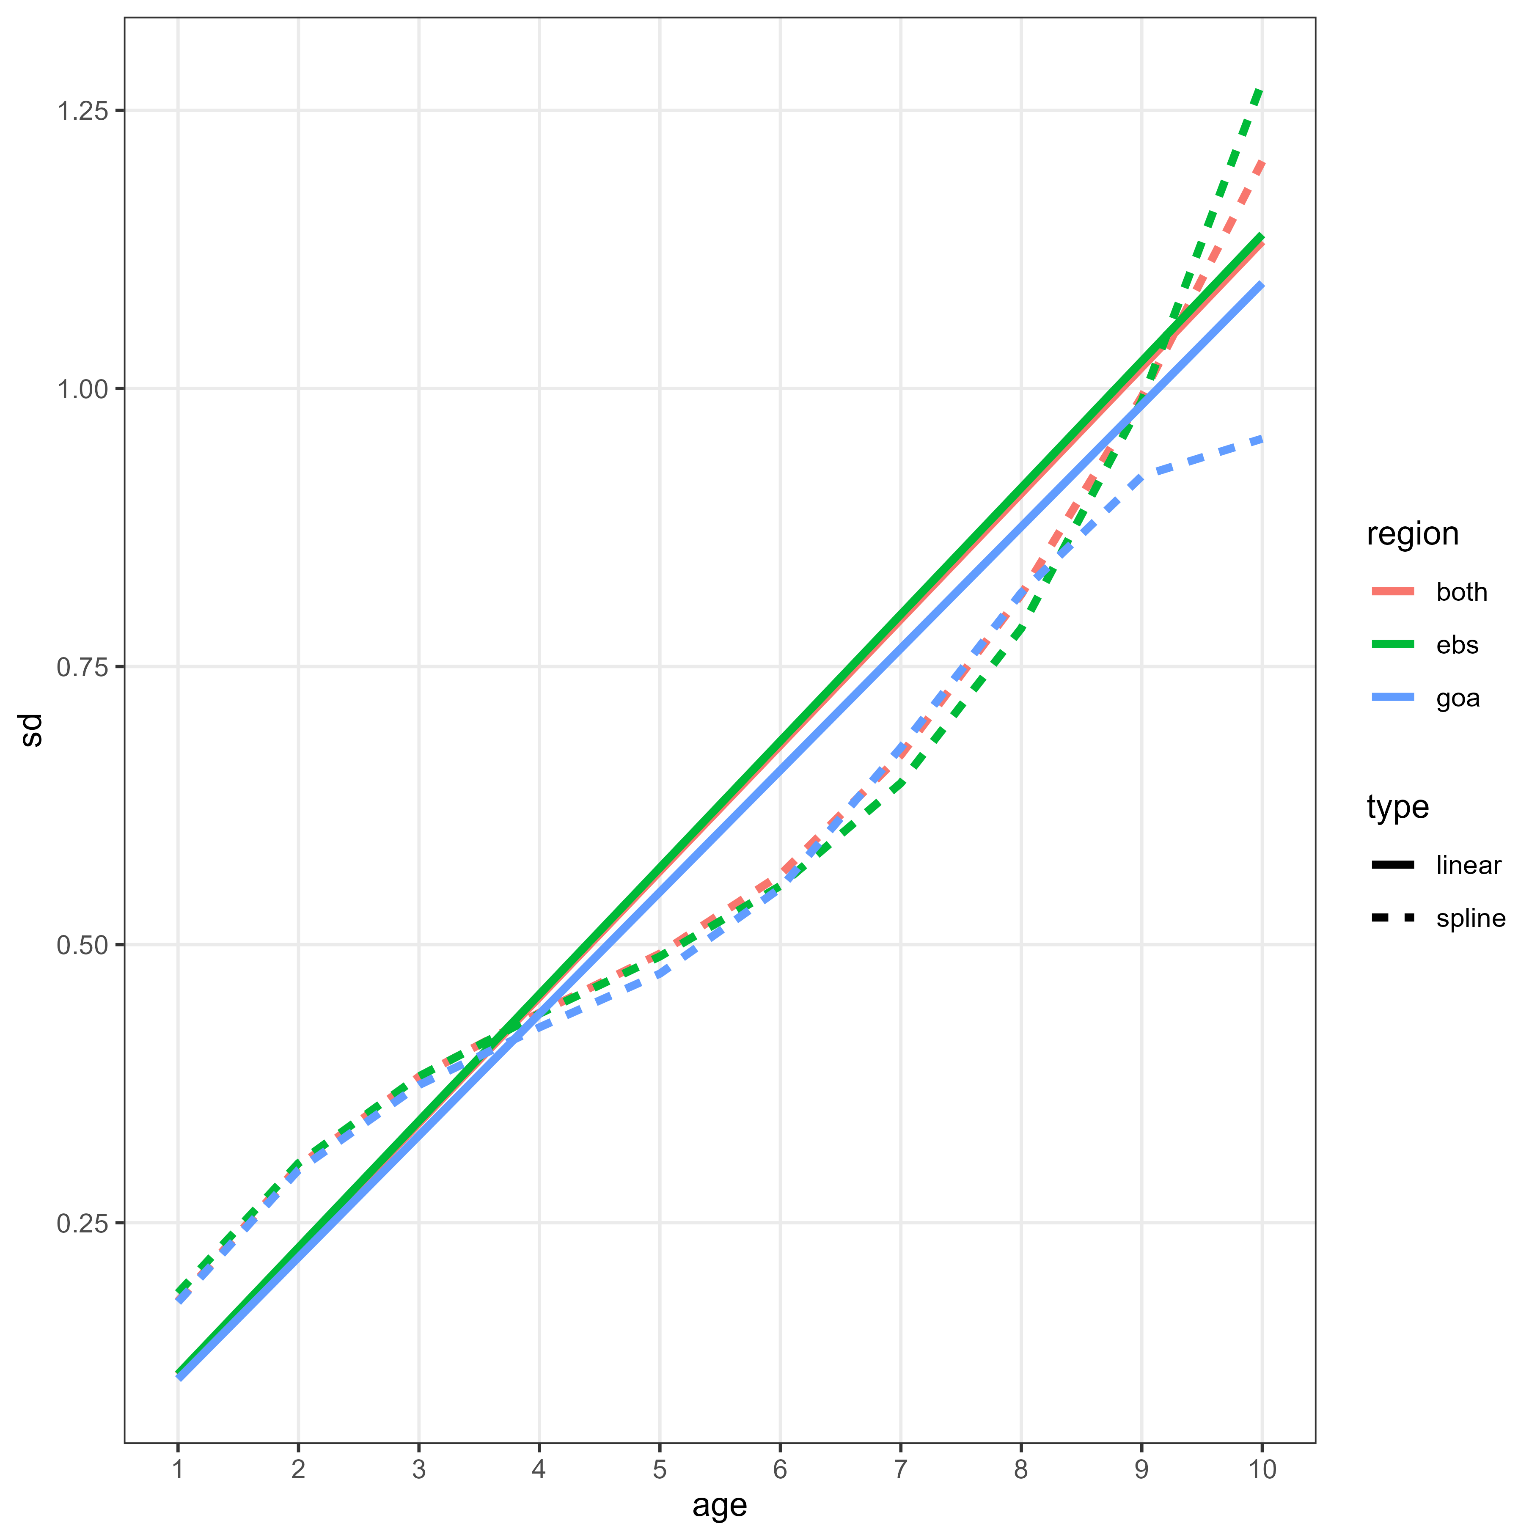 1.25
1.00
0.75
0.50
0.25
sd
1 2 3 4 5 6 7 8 9 10
age
region
both
ebs
goa
type
linear
spline